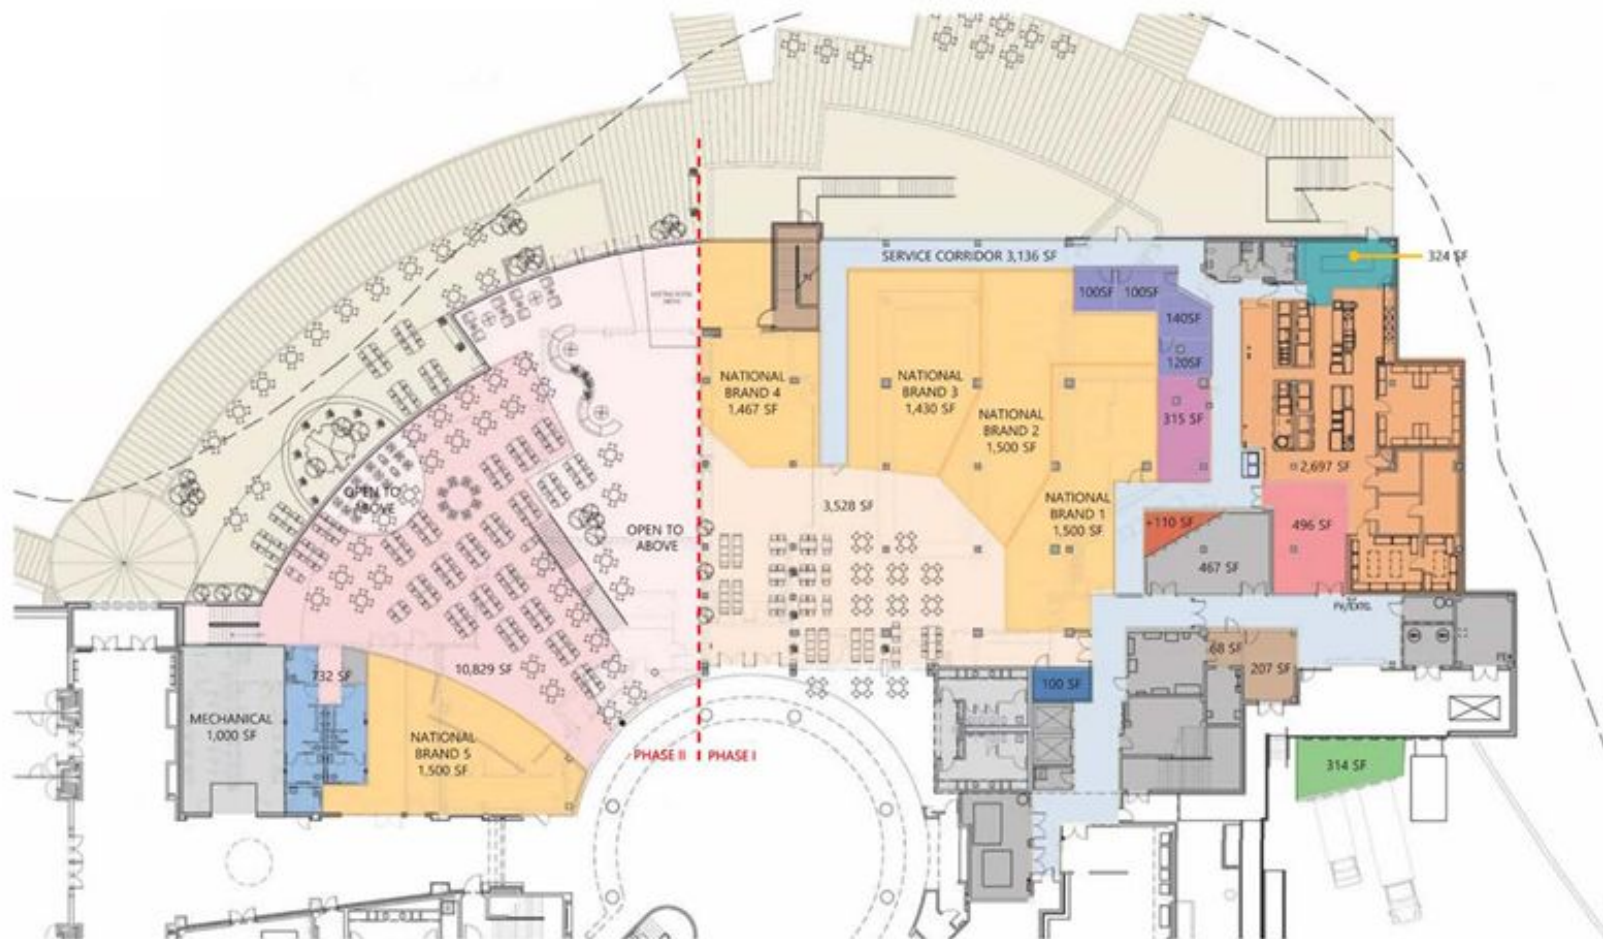 SERVICE CORRIDOR 3,136 SF
324 SF
100SF
100SF
140SF
120SF
NATIONAL
BRAND 4
1,467 SF
NATIONAL
BRAND 3
1,430 SF
NATIONAL
BRAND 2
1,500 SF
315 SF
2,697 SF
OPEN TO
ABOVE
3,528 SF
NATIONAL
BRAND 1
1,500 SF
OPEN TO
ABOVE
+110 SF
496 SF
467 SF
68 SF
207 SF
732 SF
10,829 SF
100 SF
MECHANICAL
1,000 SF
NATIONAL
BRAND 5
1,500 SF
PHASE II
PHASE I
314 SF